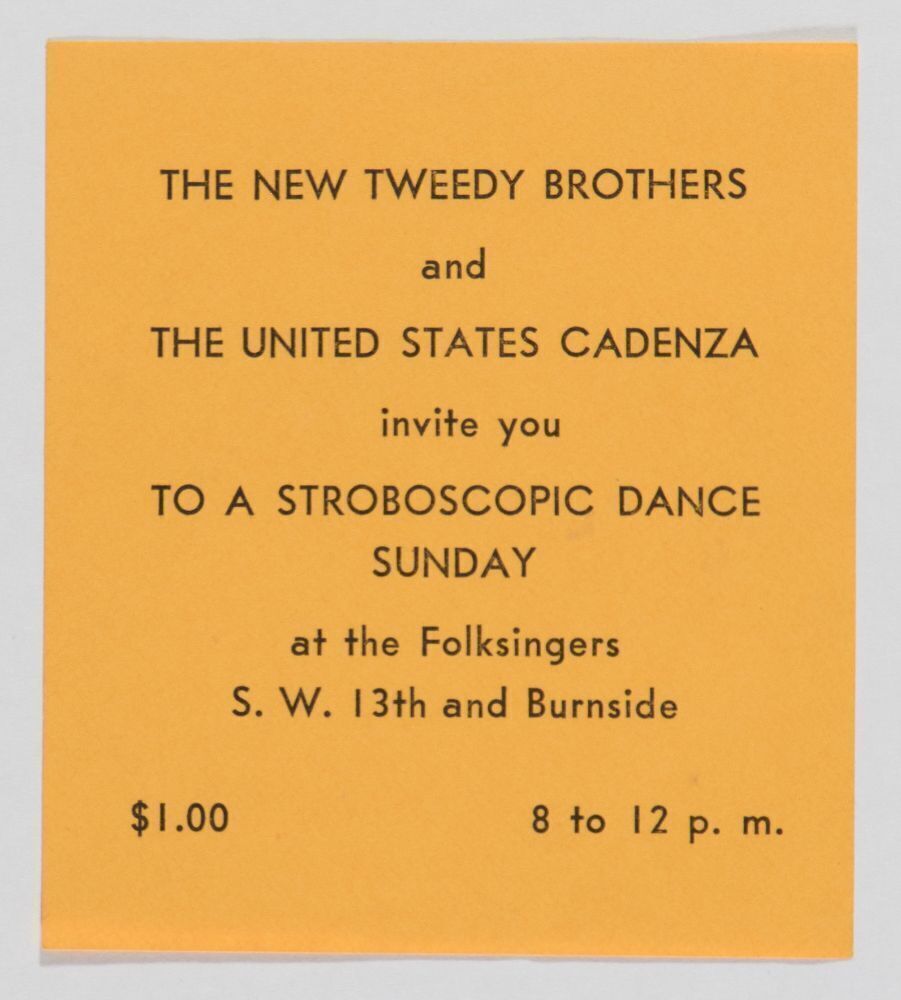 THE NEW TWEEDY BROTHERS
and
THE UNITED STATES CADENZA
invite you
TO A STROBOSCOPIC DANCE
SUNDAY
at the Folksingers
S. W. 13th and Burnside
$1.00 8 to 12 p. m.